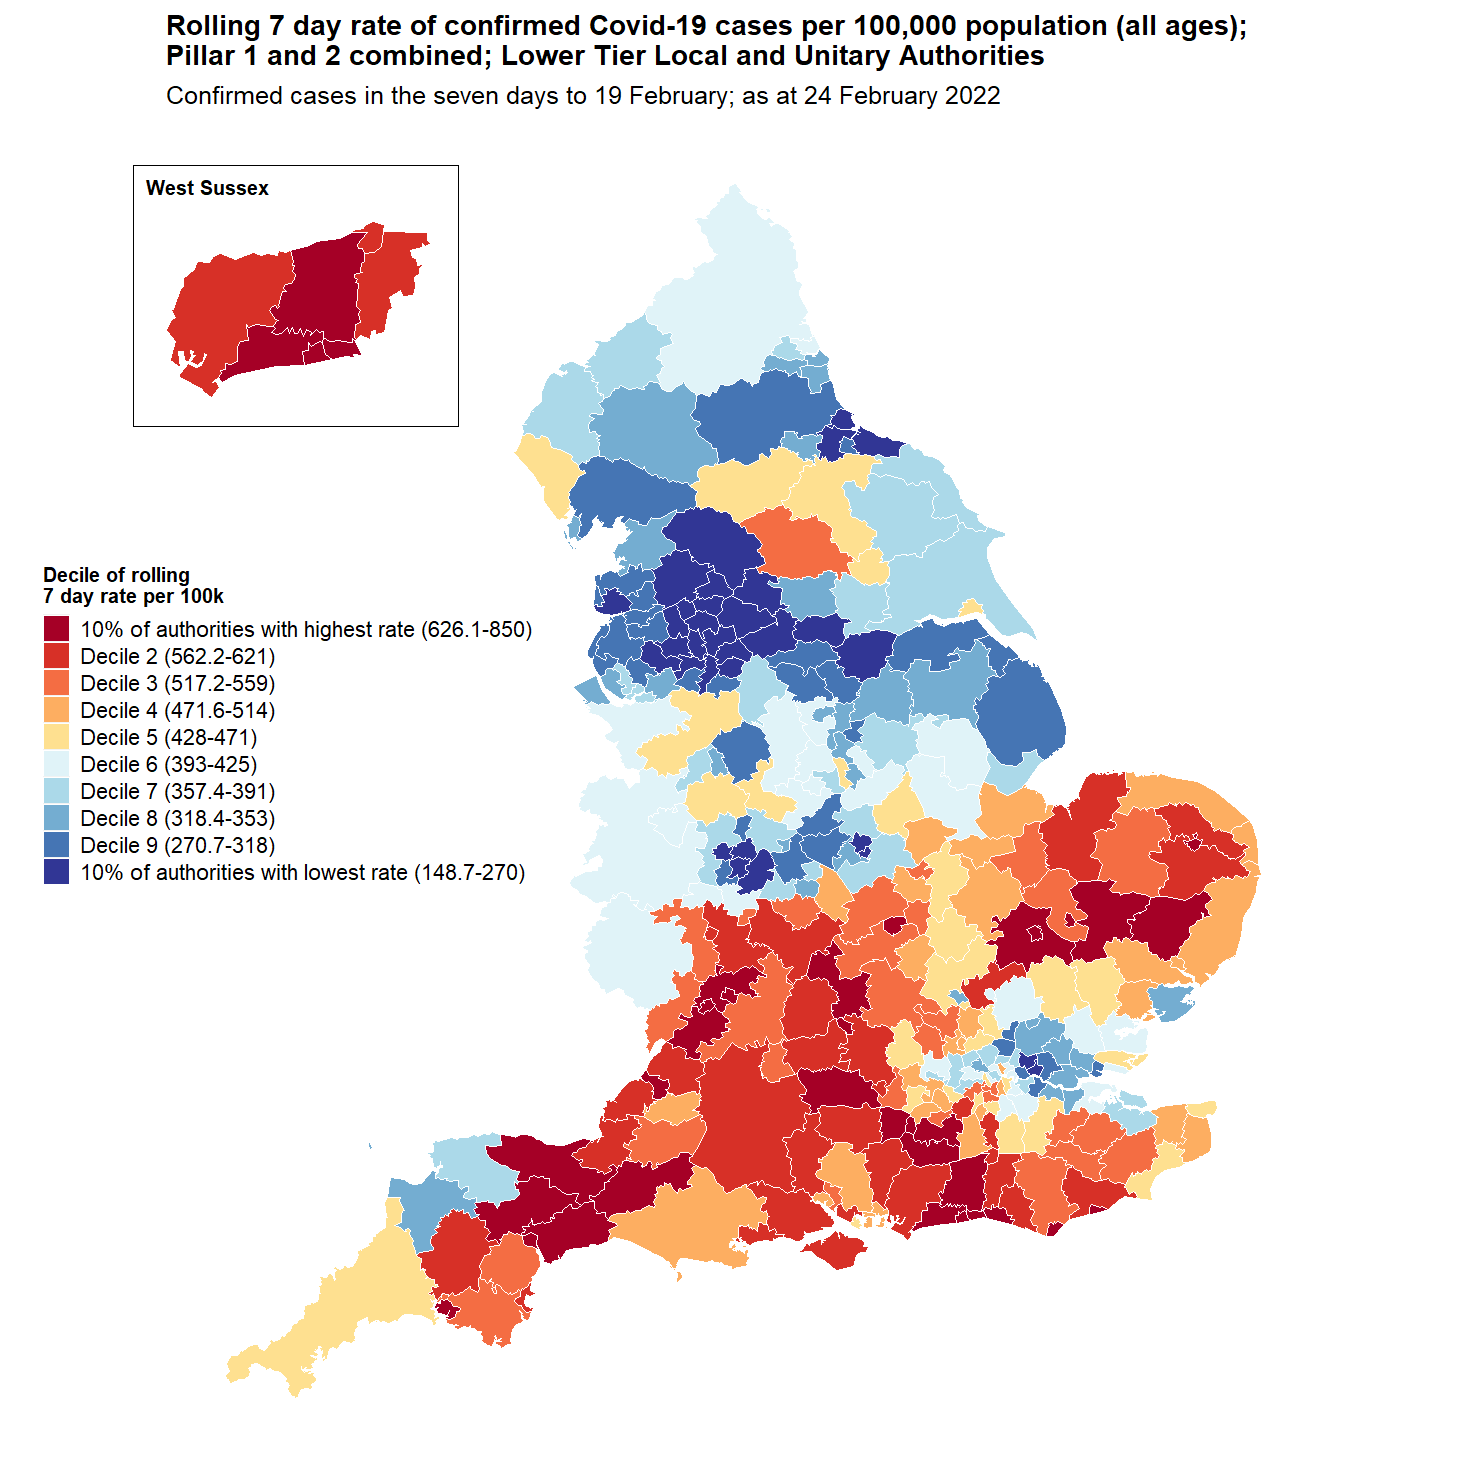 Rolling 7 day rate of confirmed Covid-19 cases per 100,000 population (all ages);
Pillar 1 and 2 combined; Lower Tier Local and Unitary Authorities
Confirmed cases in the seven days to 19 February; as at 24 February 2022
West Sussex
Decile of rolling
7 day rate per 100k
10% of authorities with highest rate (626.1-850)
Decile 2 (562.2-621)
Decile 3 (517.2-559)
Decile 4 (471.6-514)
Decile 5 (428-471)
Decile 6 (393-425)
Decile 7 (357.4-391)
Decile 8 (318.4-353)
Decile 9 (270.7-318)
10% of authorities with lowest rate (148.7-270)